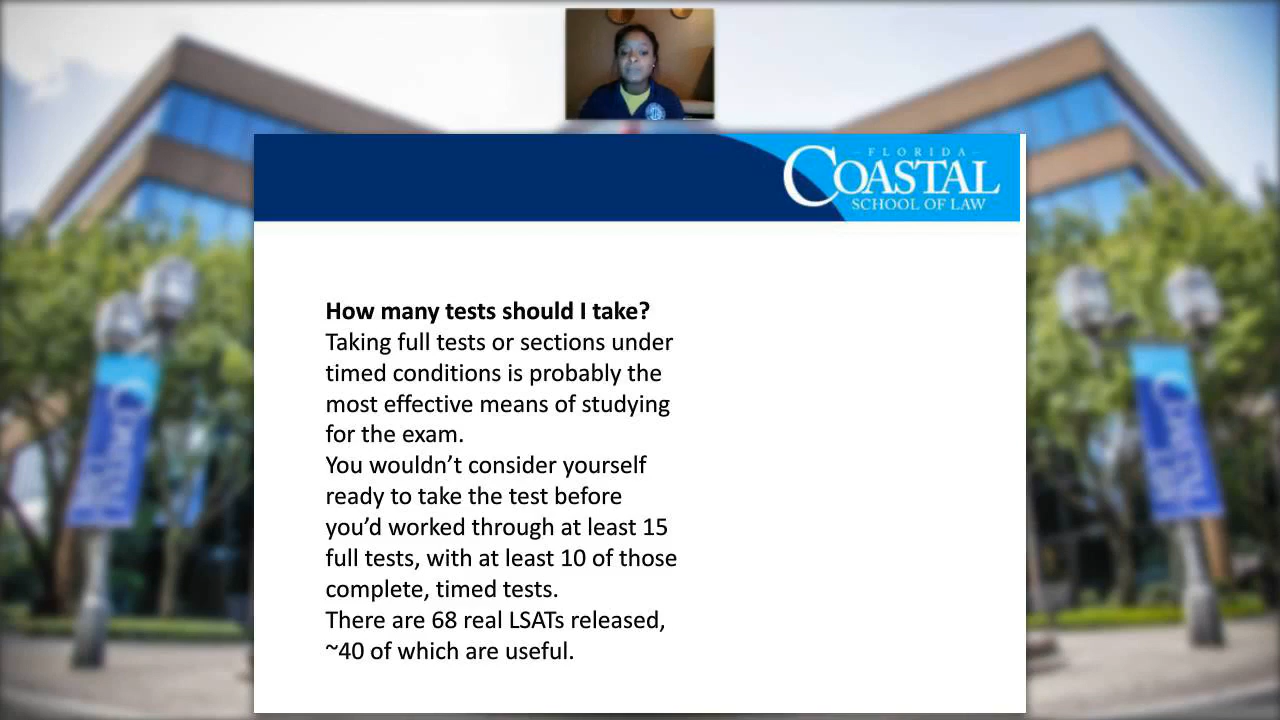 FLORIDA
COASTAL
SCHOOL OF LAW
How many tests should I take?
Taking full tests or sections under
timed conditions is probably the
most effective means of studying
for the exam.
You wouldn’t consider yourself
ready to take the test before
you’d worked through at least 15
full tests, with at least 10 of those
complete, timed tests.
There are 68 real LSATs released,
~40 of which are useful.